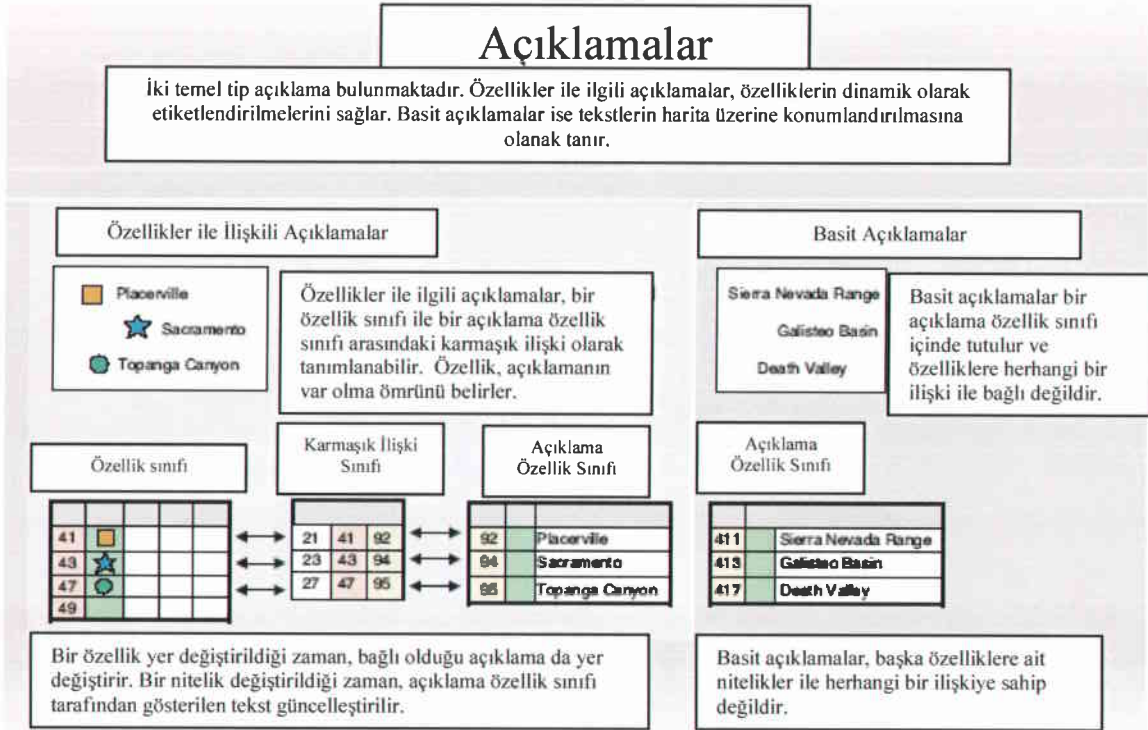 Açıklamalar
İki temel tip açıklama bulunmaktadır. Özellikler ile ilgili açıklamalar, özelliklerin dinamik olarak
etiketlendirilmelerini sağlar. Basit açıklamalar ise tekstlerin harita üzerine konumlandırılmasına
olanak tanır.
Özellikler ile İlişkili Açıklamalar
Placerville
Sacramento
Topanga Canyon
Özellikler ile ilgili açıklamalar, bir
özellik sınıfı ile bir açıklama özellik
sınıfı arasındaki karmaşık ilişki olarak
tanımlanabilir. Özellik, açıklamanın
var olma ömrünü belirler.
Özellik sınıfı
Karmaşık İlişki
Sınıfı
Açıklama
Özellik Sınıfı
41
43
47
49
21 41 92
23 43 94
27 47 95
92 Placerville
94 Sacramento
95 Topanga Canyon
Bir özellik yer değiştirildiği zaman, bağlı olduğu açıklama da yer
değiştirir. Bir nitelik değiştirildiği zaman, açıklama özellik sınıfı
tarafından gösterilen tekst güncelleştirilir.
Basit Açıklamalar
Sierra Nevada Range
Galisteo Basin
Death Valley
Basit açıklamalar bir
açıklama özellik sınıfı
içinde tutulur ve
özelliklere herhangi bir
ilişki ile bağlı değildir.
Açıklama
Özellik Sınıfı
411 Sierra Nevada Range
413 Galisteo Basin
417 Death Valley
Basit açıklamalar, başka özelliklere ait
nitelikler ile herhangi bir ilişkiye sahip
değildir.